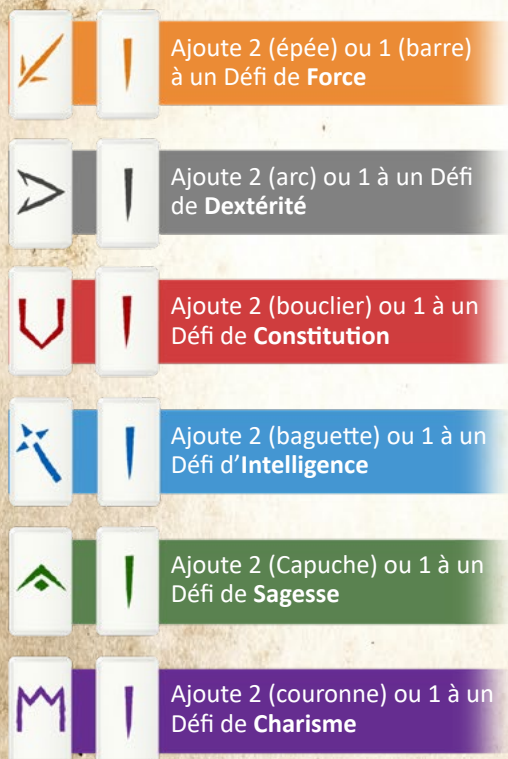 Ajoute 2 (épée) ou 1 (barre)
à un Défi de Force
Ajoute 2 (arc) ou 1 à un Défi
de Dextérité
Ajoute 2 (bouclier) ou 1 à un
Défi de Constitution
Ajoute 2 (baguette) ou 1 à un
Défi d’Intelligence
Ajoute 2 (Capuche) ou 1 à un
Défi de Sagesse
Ajoute 2 (couronne) ou 1 à un
Défi de Charisme